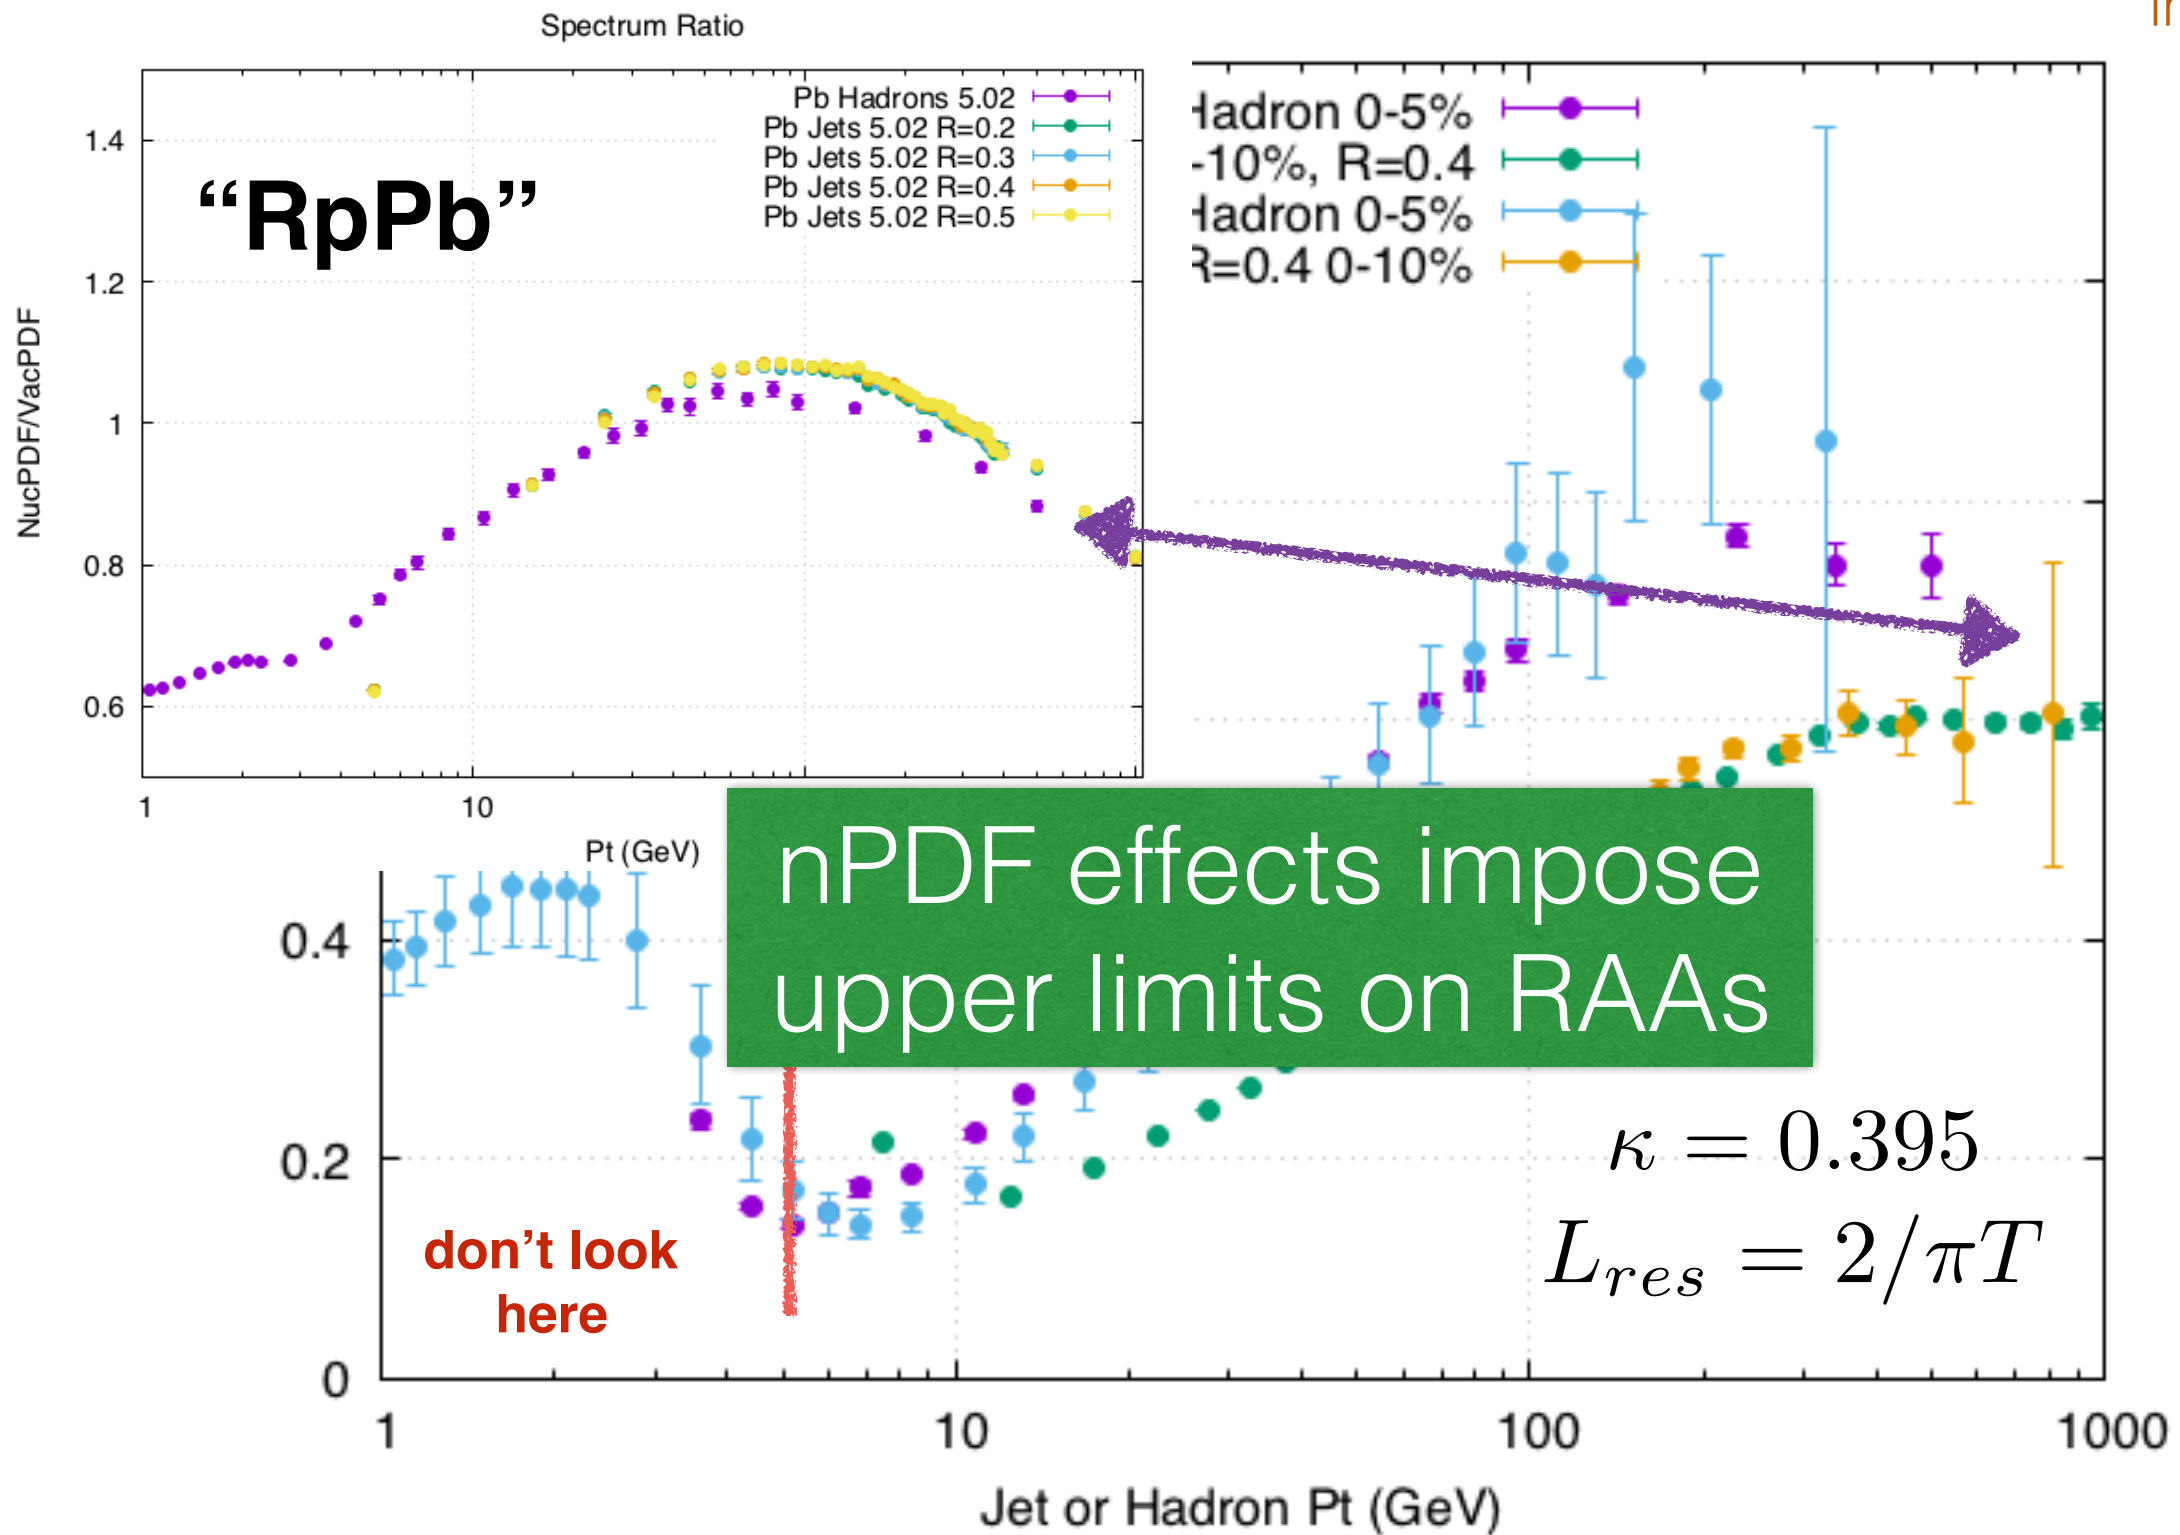 Spectrum Ratio
NucPDF/VacPDF
1.4
1.2
1
0.8
0.6
“RpPb”
Pb Hadrons 5.02
Pb Jets 5.02 R=0.2
Pb Jets 5.02 R=0.3
Pb Jets 5.02 R=0.4
Pb Jets 5.02 R=0.5
1
10
Pt (GeV)
Hadron 0-5%
-10%, R=0.4
Hadron 0-5%
R=0.4 0-10%
nPDF effects impose
upper limits on RAAs
0.4
0.2
0
don’t look
here
κ = 0.395
L_res = 2/πT
1
10
100
1000
Jet or Hadron Pt (GeV)